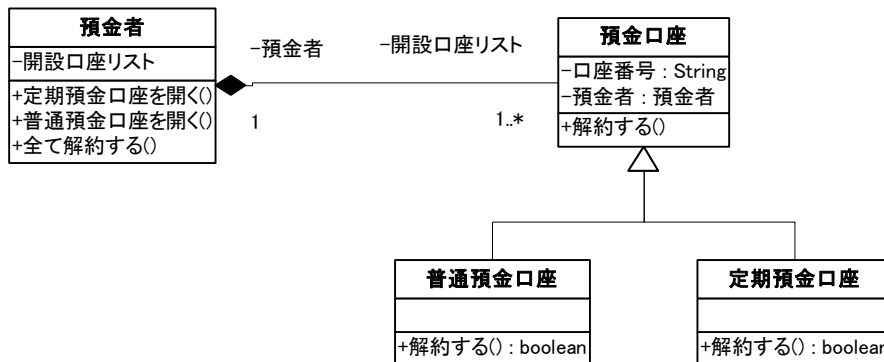 預金者
-開設口座リスト
+定期預金口座を開く()
+普通預金口座を開く()
+全て解約する()
-預金者
-開設口座リスト
1
1..*
預金口座
-口座番号 : String
-預金者 : 預金者
+解約する()
普通預金口座
+解約する() : boolean
定期預金口座
+解約する() : boolean